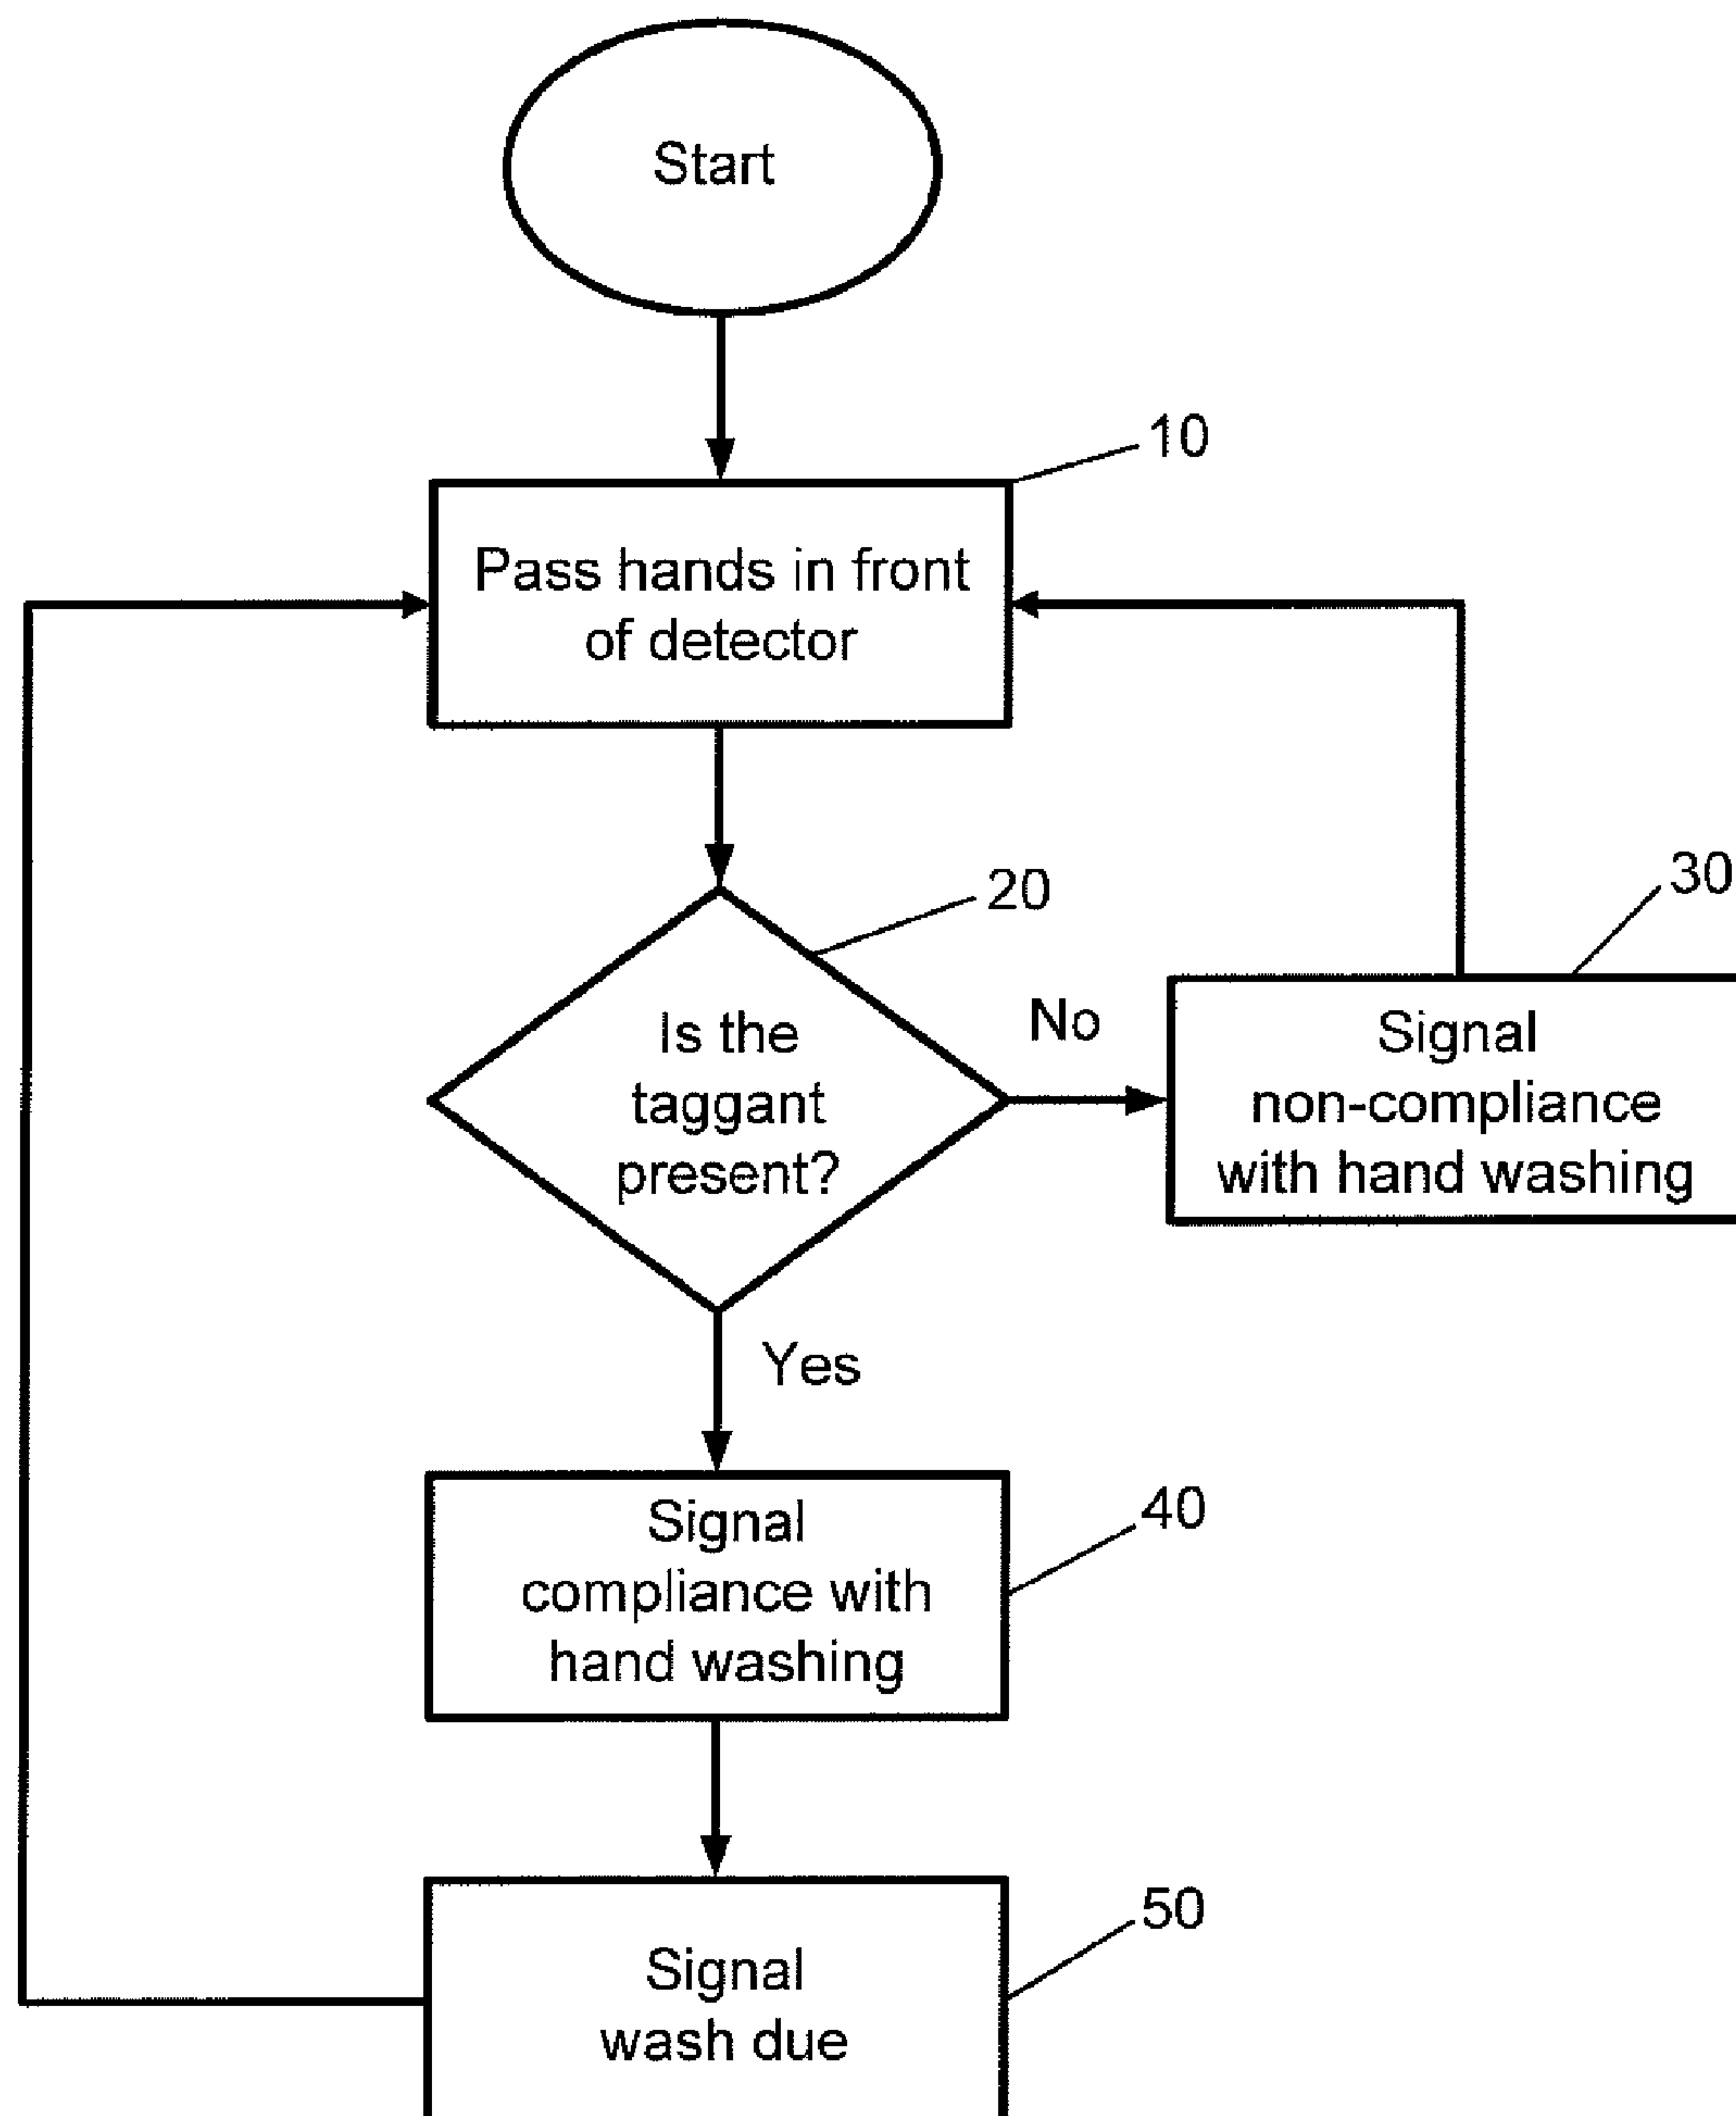 Start
10
Pass hands in front
of detector
20
Is the
taggant
present?
No
30
Signal
non-compliance
with hand washing
Yes
Signal
compliance with
hand washing
40
Signal
wash due
50